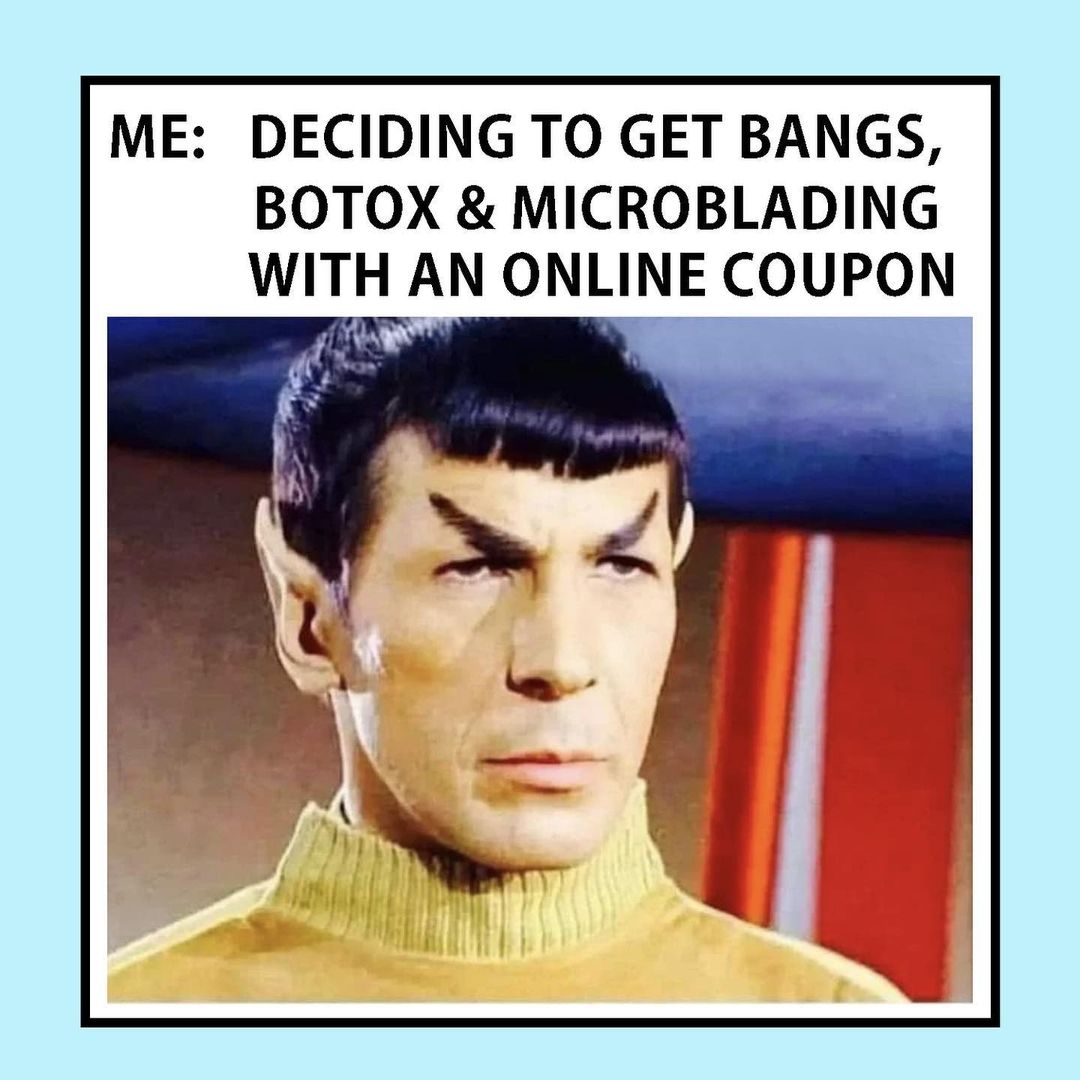 ME: DECIDING TO GET BANGS,
BOTOX & MICROBLADING
WITH AN ONLINE COUPON